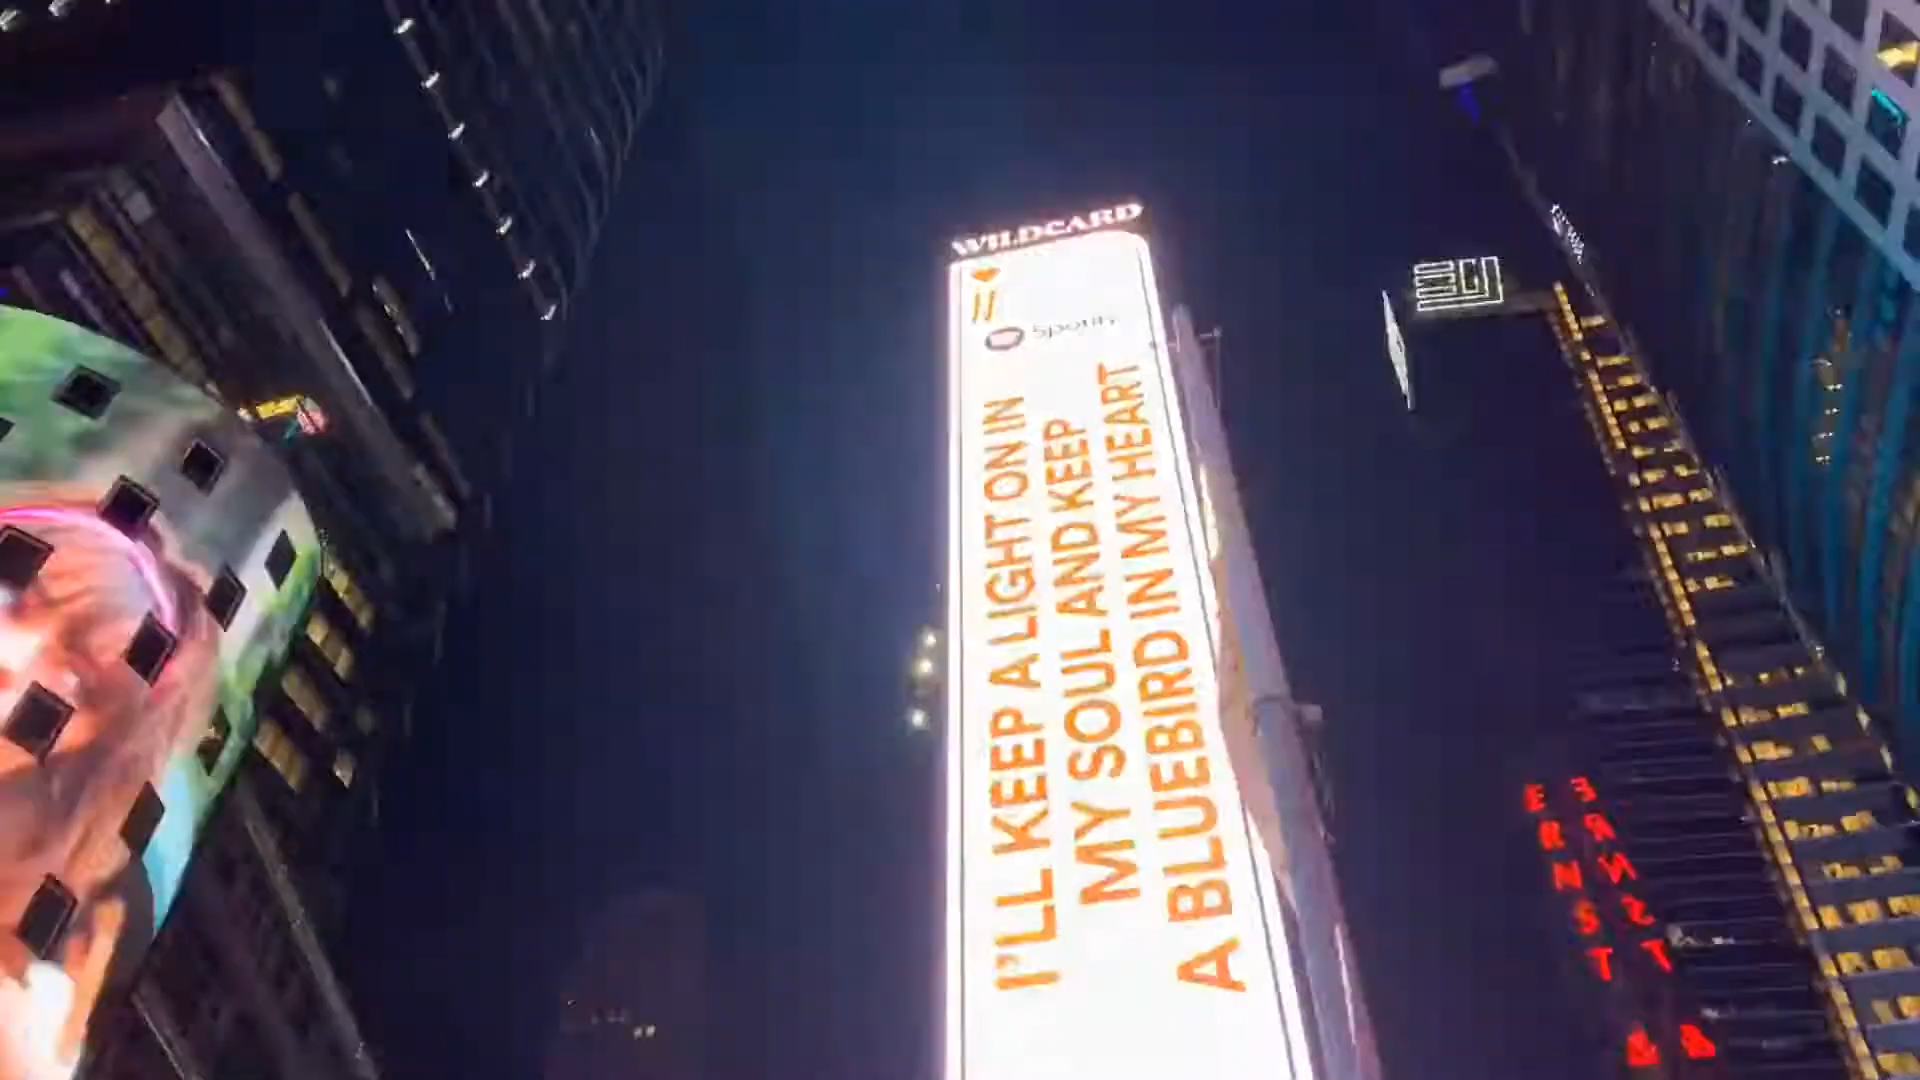 WILDCARD
Spotify
I'LL KEEP A LIGHT ON IN
MY SOUL AND KEEP
A BLUEBIRD IN MY HEART
ERNST
&